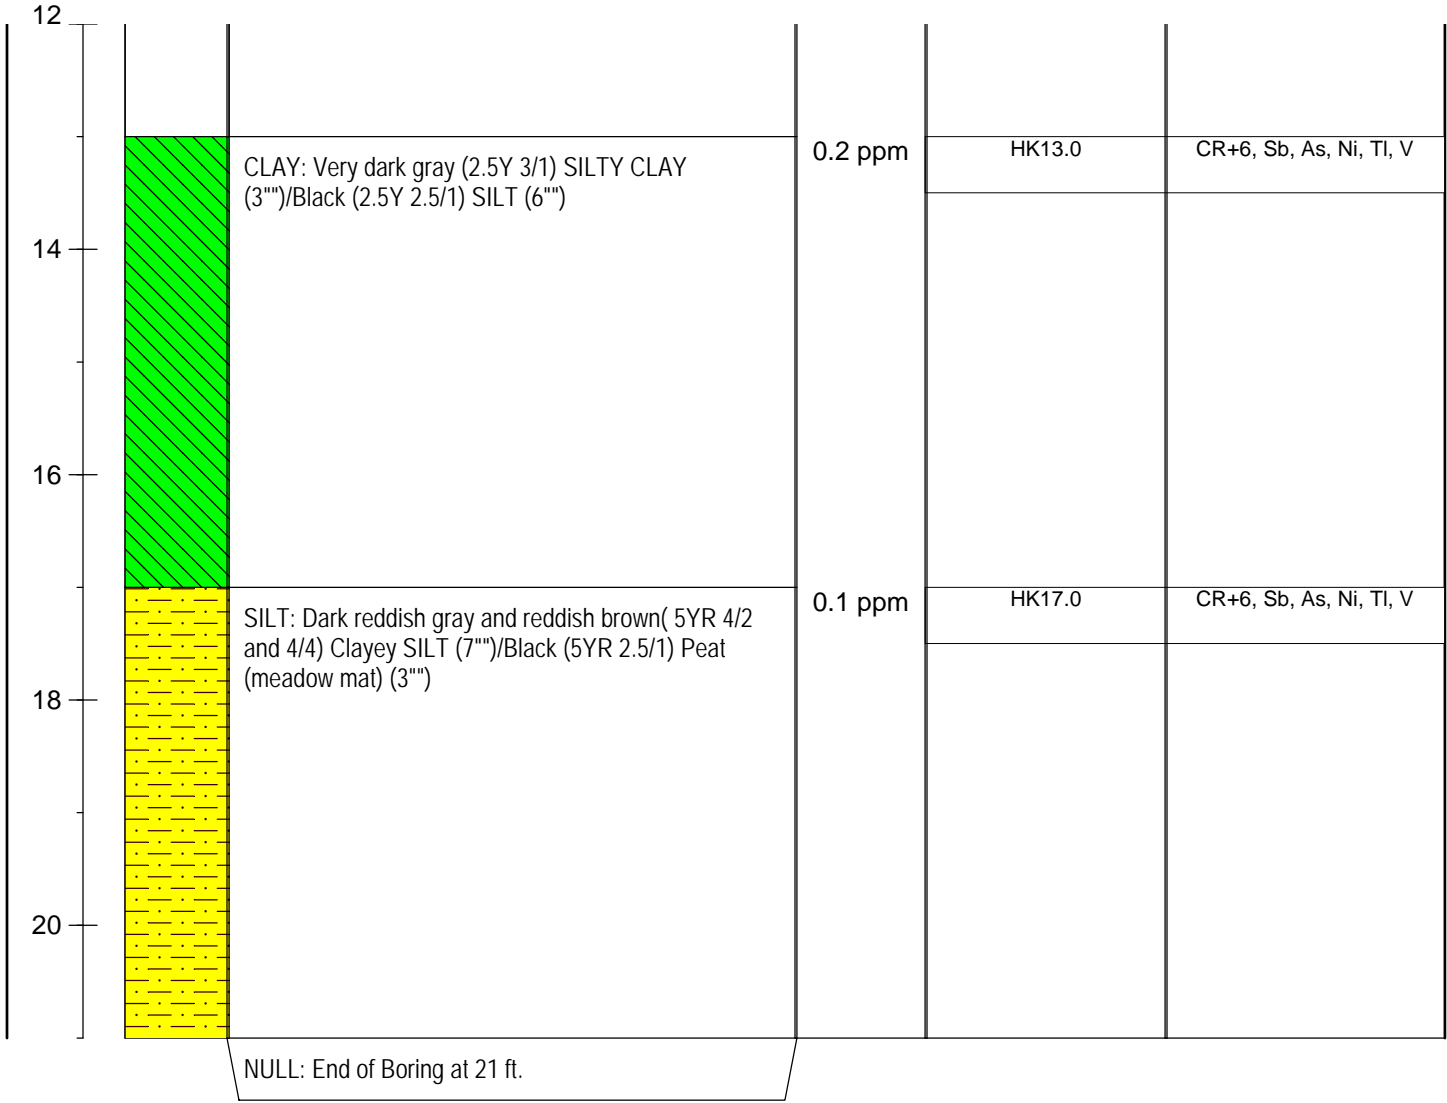 12
CLAY: Very dark gray (2.5Y 3/1) SILTY CLAY
(3"")/Black (2.5Y 2.5/1) SILT (6"")
0.2 ppm
HK13.0
CR+6, Sb, As, Ni, Tl, V
14
16
SILT: Dark reddish gray and reddish brown( 5YR 4/2
and 4/4) Clayey SILT (7"")/Black (5YR 2.5/1) Peat
(meadow mat) (3"")
0.1 ppm
HK17.0
CR+6, Sb, As, Ni, Tl, V
18
20
NULL: End of Boring at 21 ft.